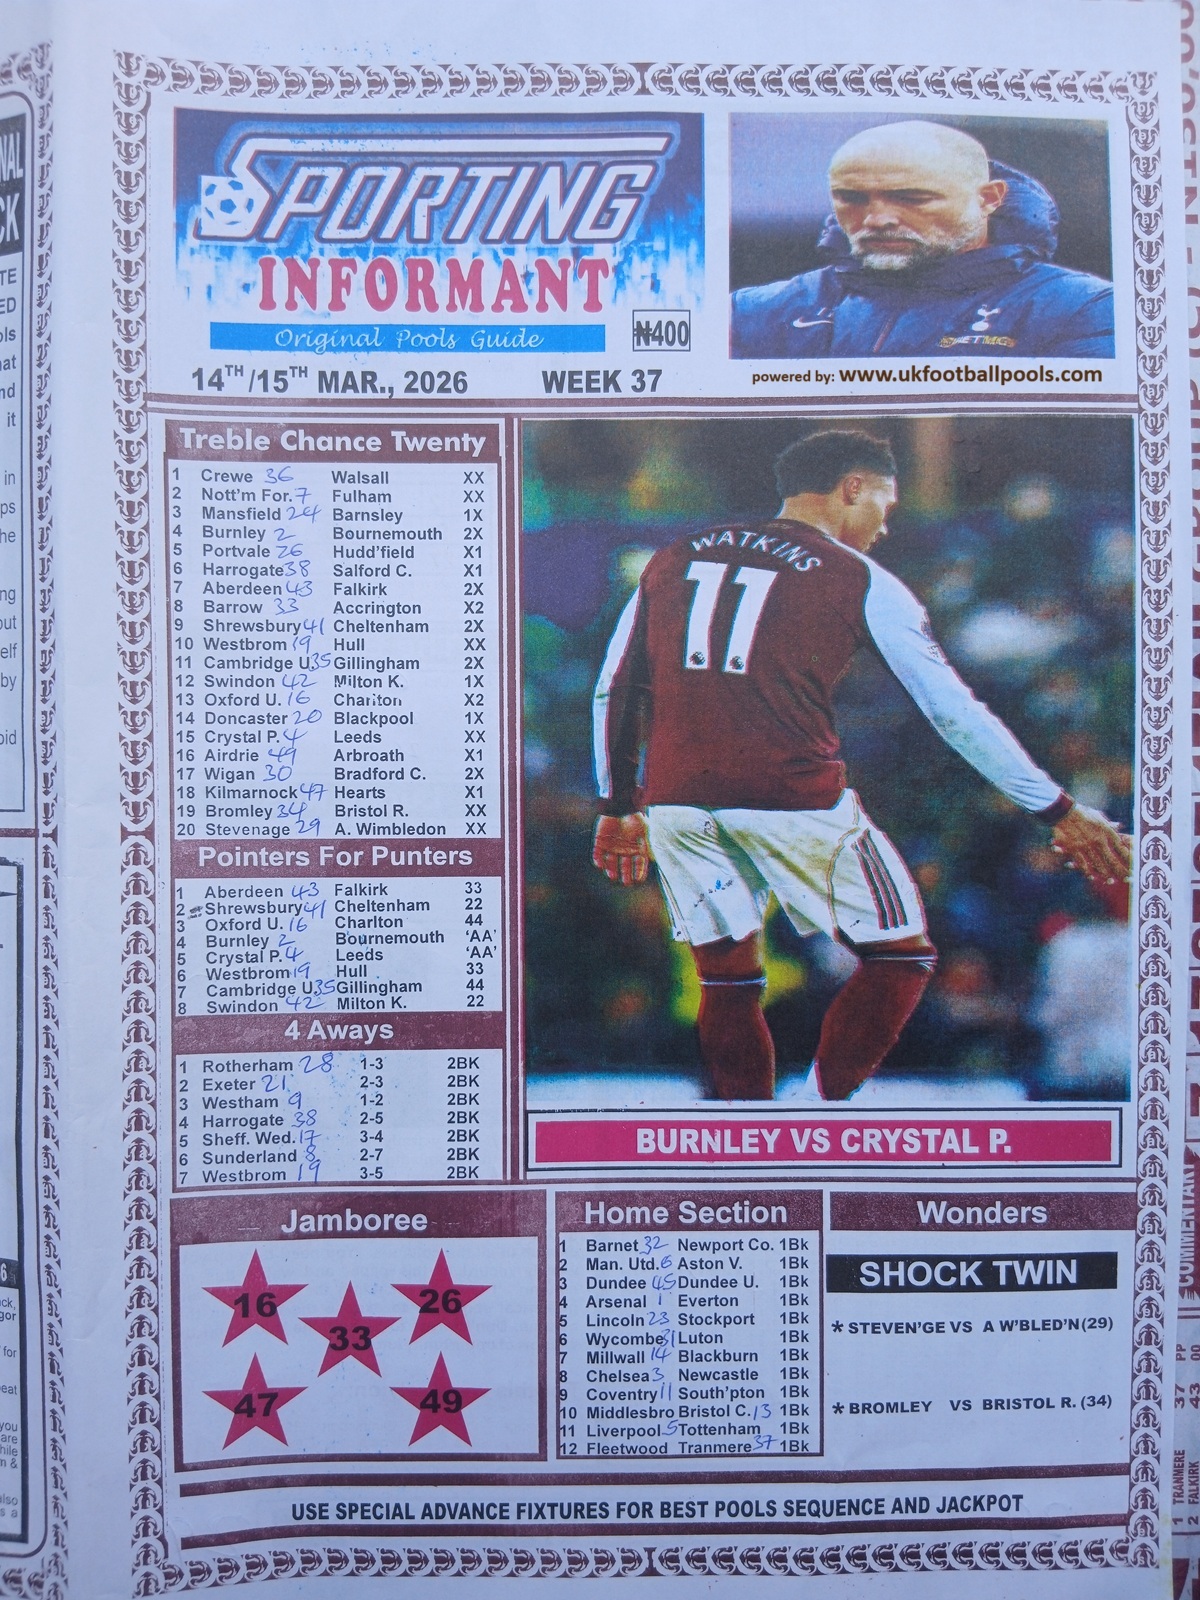 SPORTING
INFORMANT
Original Pools Guide
₦400
14TH /15TH MAR., 2026 WEEK 37
powered by: www.ukfootballpools.com
Treble Chance Twenty
1 Crewe 36 Walsall XX
2 Nott'm For. 7 Fulham XX
3 Mansfield 24 Barnsley 1X
4 Burnley 2 Bournemouth 2X
5 Portvale 26 Hudd'field X1
6 Harrogate 38 Salford C. X1
7 Aberdeen 43 Falkirk 2X
8 Barrow 33 Accrington X2
9 Shrewsbury 41 Cheltenham 2X
10 Westbrom 19 Hull XX
11 Cambridge U. 35 Gillingham 2X
12 Swindon 42 Milton K. 1X
13 Oxford U. 16 Charlton X2
14 Doncaster 20 Blackpool 1X
15 Crystal P. 4 Leeds XX
16 Airdrie 49 Arbroath X1
17 Wigan 30 Bradford C. 2X
18 Kilmarnock 47 Hearts X1
19 Bromley 34 Bristol R. XX
20 Stevenage 29 A. Wimbledon XX
Pointers For Punters
1 Aberdeen 43 Falkirk 33
2 Shrewsbury 41 Cheltenham 22
3 Oxford U. 16 Charlton 44
4 Burnley 2 Bournemouth 'AA'
5 Crystal P. 4 Leeds 'AA'
6 Westbrom 19 Hull 33
7 Cambridge U. 35 Gillingham 44
8 Swindon 42 Milton K. 22
4 Aways
1 Rotherham 28 1-3 2BK
2 Exeter 21 2-3 2BK
3 Westham 9 1-2 2BK
4 Harrogate 38 2-5 2BK
5 Sheff. Wed. 17 3-4 2BK
6 Sunderland 8 2-7 2BK
7 Westbrom 19 3-5 2BK
WATKINS
11
BURNLEY VS CRYSTAL P.
Jamboree
16 26
33
47 49
Home Section
1 Barnet 32 Newport Co. 1Bk
2 Man. Utd. 6 Aston V. 1Bk
3 Dundee 45 Dundee U. 1Bk
4 Arsenal 1 Everton 1Bk
5 Lincoln 23 Stockport 1Bk
6 Wycombe 31 Luton 1Bk
7 Millwall 14 Blackburn 1Bk
8 Chelsea 3 Newcastle 1Bk
9 Coventry 11 South'pton 1Bk
10 Middlesbro Bristol C. 13 1Bk
11 Liverpool 5 Tottenham 1Bk
12 Fleetwood Tranmere 37 1Bk
Wonders
SHOCK TWIN
* STEVEN'GE VS A W'BLED'N (29)
* BROMLEY VS BRISTOL R. (34)
USE SPECIAL ADVANCE FIXTURES FOR BEST POOLS SEQUENCE AND JACKPOT